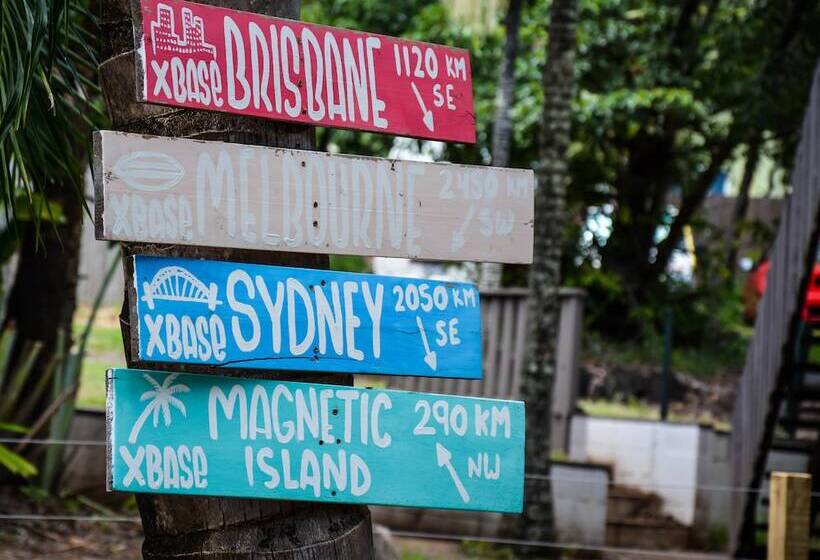 XBASE BRISBANE 1120 KM
SE
XBASE MELBOURNE 2450 KM
SW
XBASE SYDNEY 2050 KM
SE
MAGNETIC 290 KM
XBASE ISLAND NW